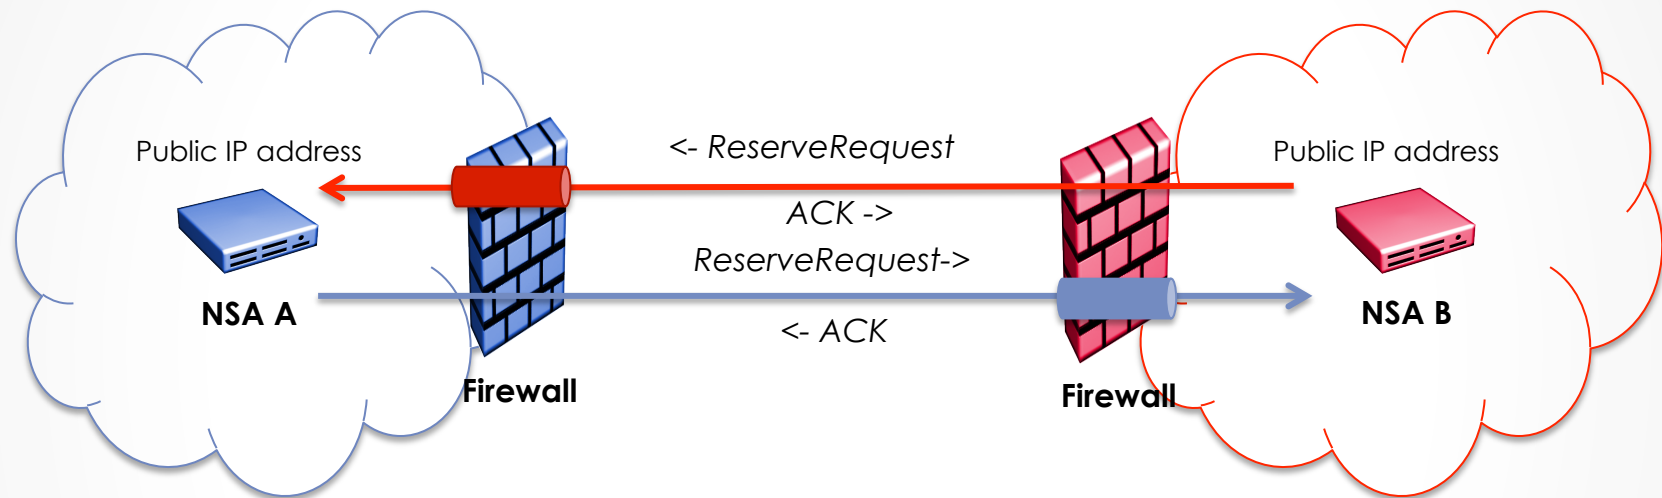 <- ReserveRequest
Public IP address
Public IP address
ACK ->
ReserveRequest->
NSA A
NSA B
<- ACK
Firewall
Firewall